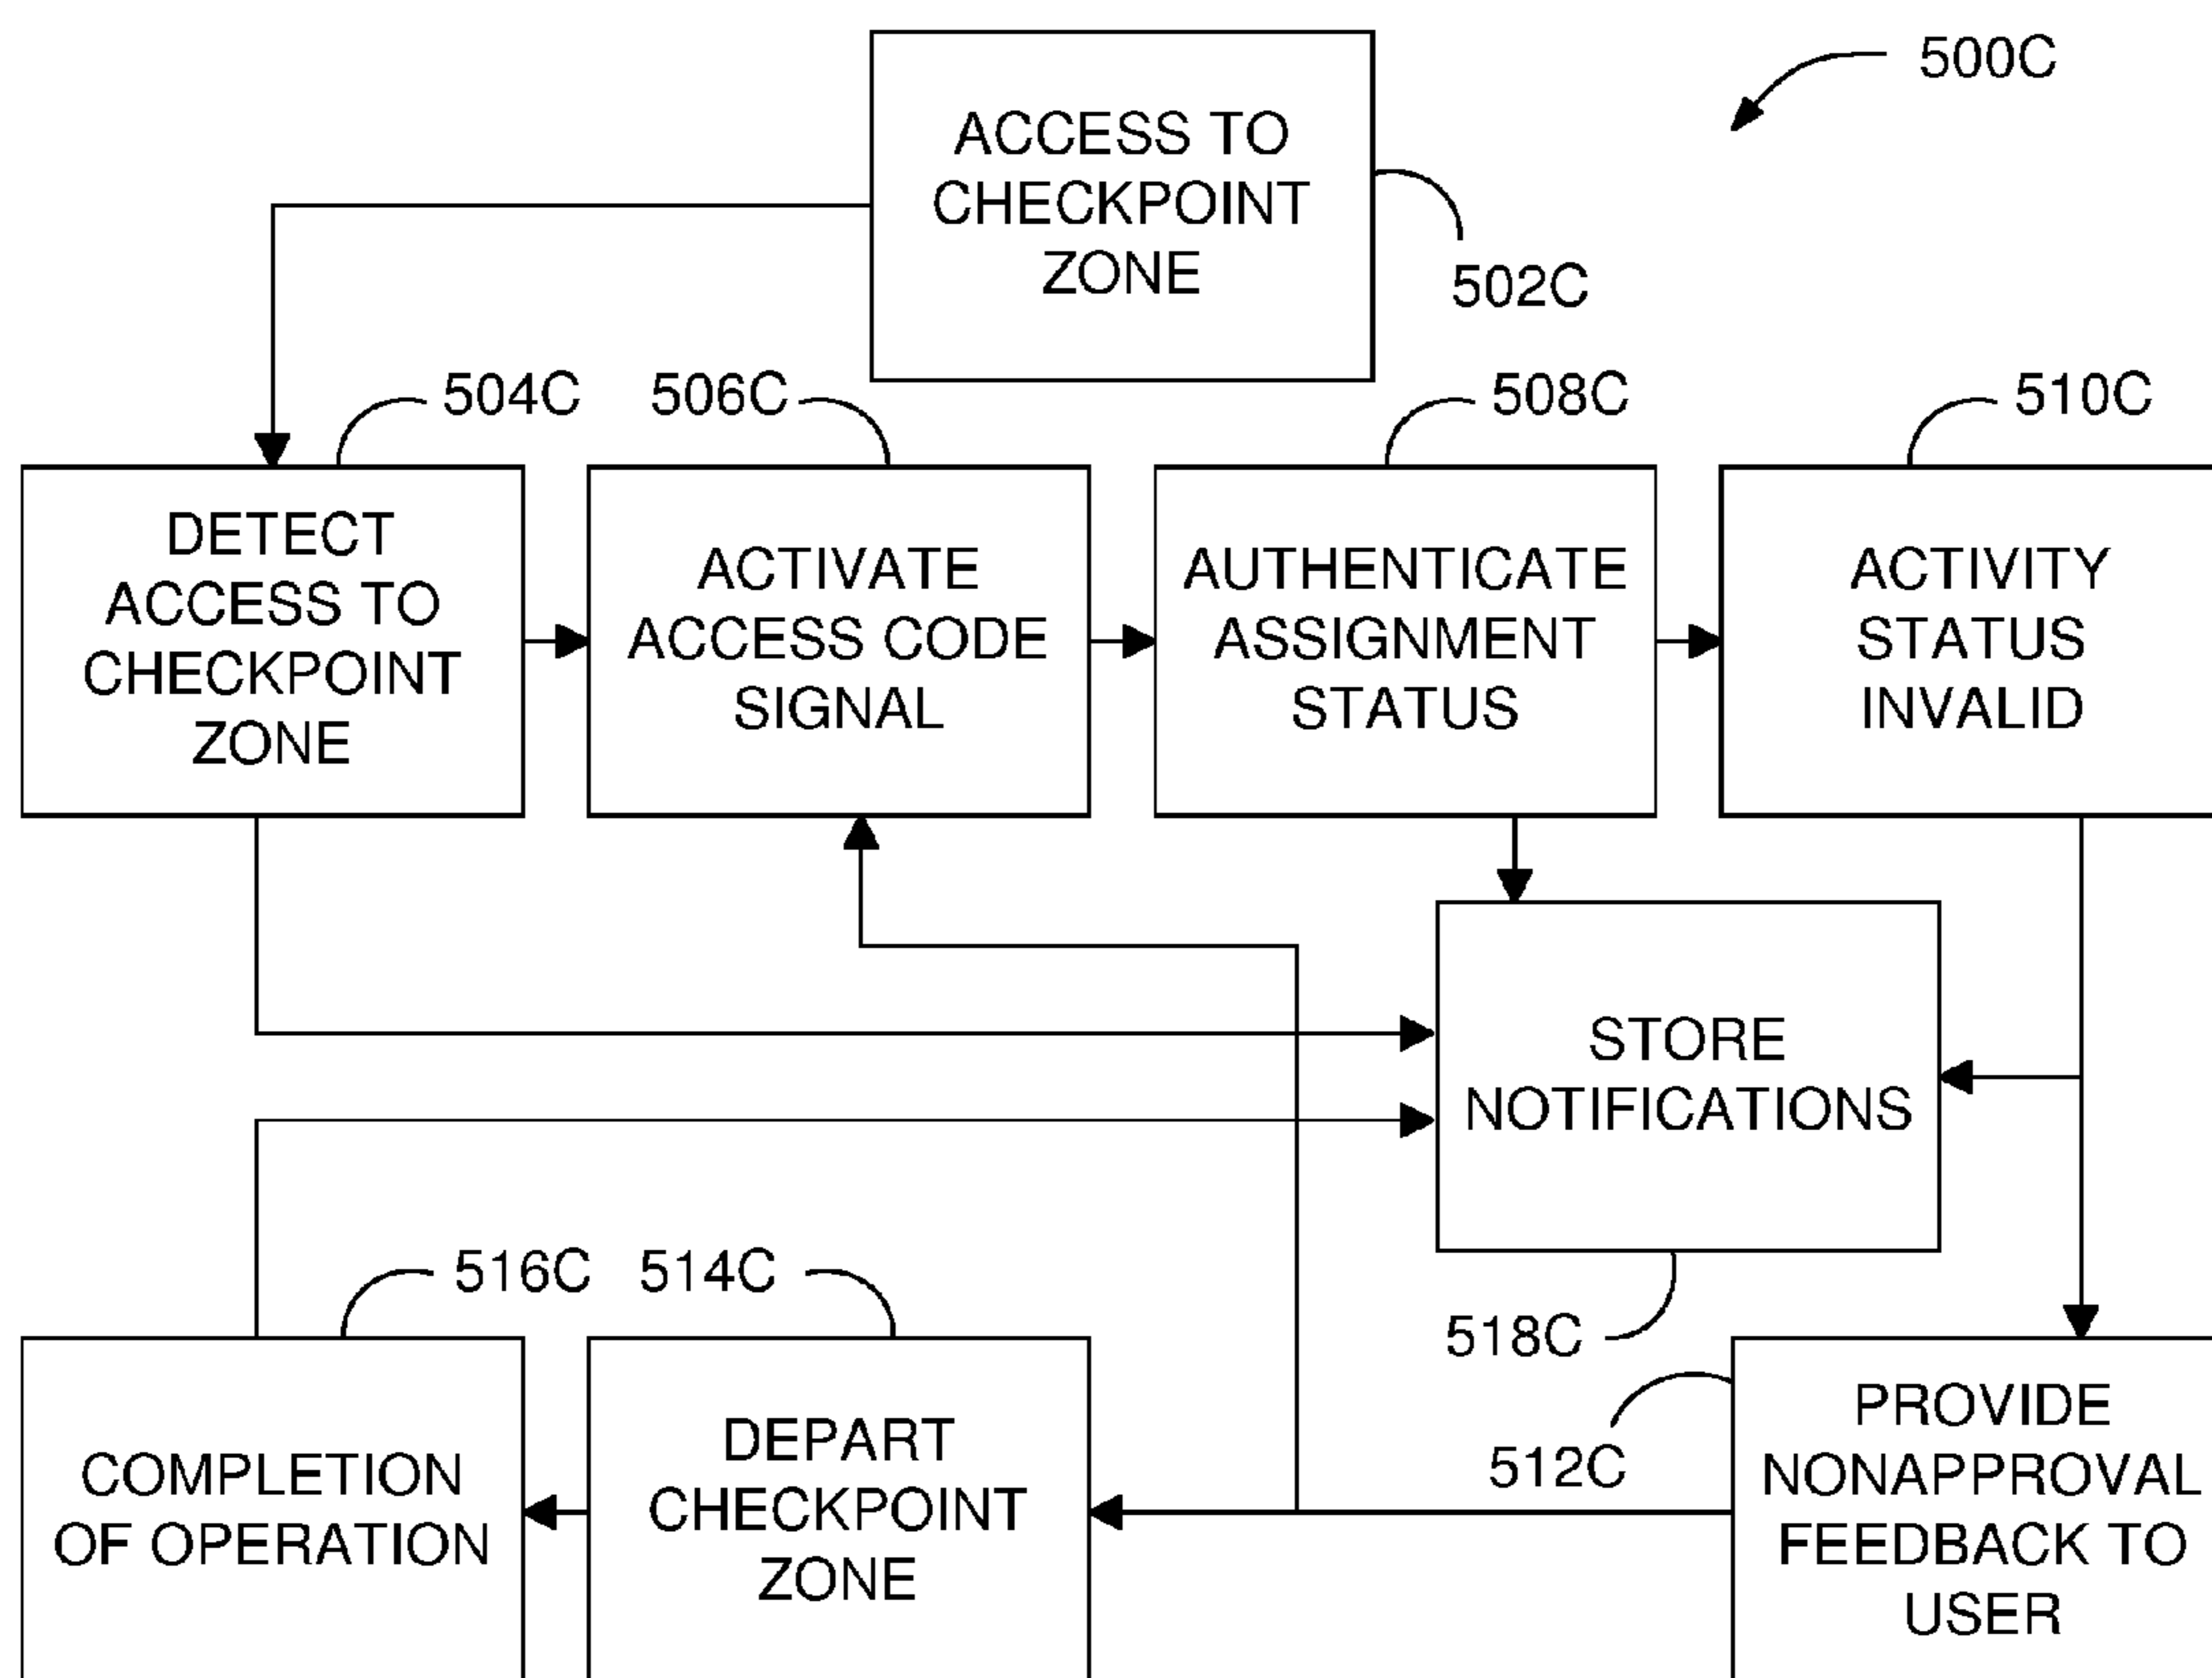 500C
ACCESS TO
CHECKPOINT
ZONE
502C
504C
506C
508C
510C
DETECT
ACCESS TO
CHECKPOINT
ZONE
ACTIVATE
ACCESS CODE
SIGNAL
AUTHENTICATE
ASSIGNMENT
STATUS
ACTIVITY
STATUS
INVALID
STORE
NOTIFICATIONS
516C
514C
518C
512C
COMPLETION
OF OPERATION
DEPART
CHECKPOINT
ZONE
PROVIDE
NONAPPROVAL
FEEDBACK TO
USER